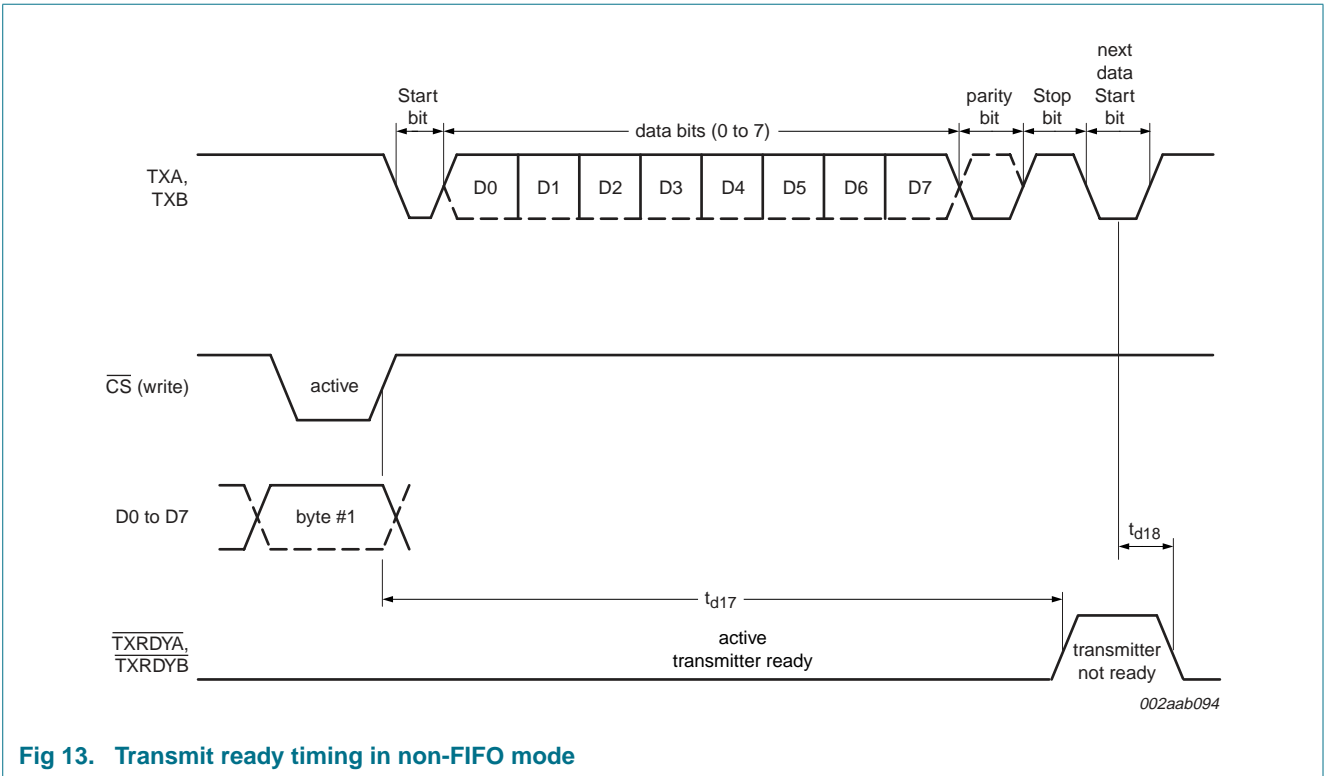 next
data
Start
bit
Start
bit
parity
bit
Stop
bit
data bits (0 to 7)
TXA,
TXB
D0 D1 D2 D3 D4 D5 D6 D7
CS (write)
active
D0 to D7
byte #1
td18
td17
TXRDYA,
TXRDYB
active
transmitter ready
transmitter
not ready
002aab094
Fig 13. Transmit ready timing in non-FIFO mode